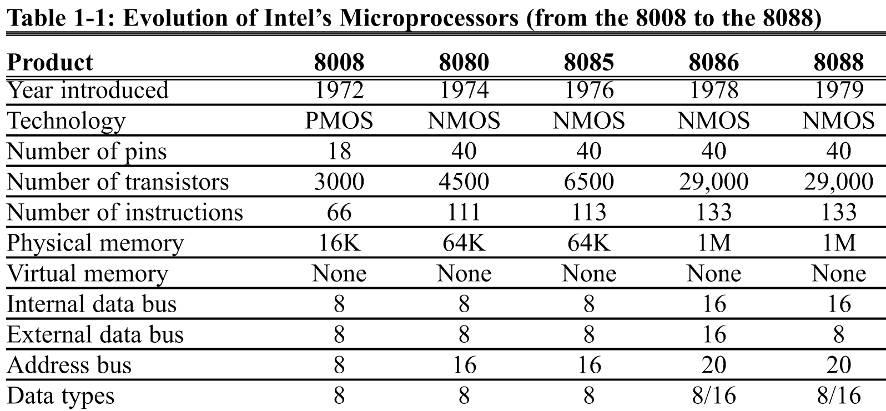 Table 1-1: Evolution of Intel’s Microprocessors (from the 8008 to the 8088)
Product 8008 8080 8085 8086 8088
Year introduced 1972 1974 1976 1978 1979
Technology PMOS NMOS NMOS NMOS NMOS
Number of pins 18 40 40 40 40
Number of transistors 3000 4500 6500 29,000 29,000
Number of instructions 66 111 113 133 133
Physical memory 16K 64K 64K 1M 1M
Virtual memory None None None None None
Internal data bus 8 8 8 16 16
External data bus 8 8 8 16 8
Address bus 8 16 16 20 20
Data types 8 8 8 8/16 8/16